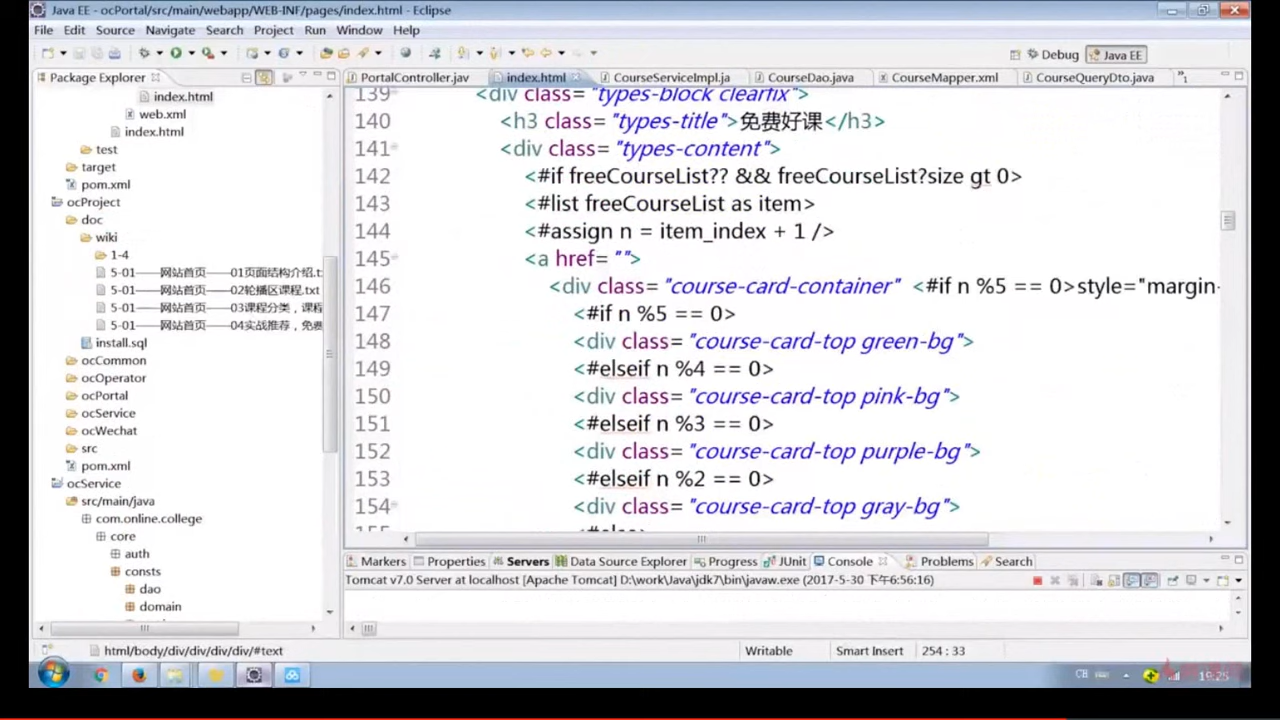 Java EE - ocPortal/src/main/webapp/WEB-INF/pages/index.html - Eclipse
File Edit Source Navigate Search Project Run Window Help
Debug Java EE
Package Explorer
PortalController.jav index.html CourseServiceImpl.ja CourseDao.java CourseMapper.xml CourseQueryDto.java
index.html
web.xml
index.html
test
target
pom.xml
ocProject
doc
wiki
1-4
5-01——网站首页——01页面结构介绍.t
5-01——网站首页——02轮播区课程.txt
5-01——网站首页——03课程分类，课程
5-01——网站首页——04实战推荐，免费
install.sql
ocCommon
ocOperator
ocPortal
ocService
ocWechat
src
pom.xml
ocService
src/main/java
com.online.college
core
auth
consts
dao
domain
139 <div class="types-block clearfix">
140 <h3 class="types-title">免费好课</h3>
141 <div class="types-content">
142 <#if freeCourseList?? && freeCourseList?size gt 0>
143 <#list freeCourseList as item>
144 <#assign n = item_index + 1 />
145 <a href="">
146 <div class="course-card-container" <#if n %5 == 0>style="margin-
147 <#if n %5 == 0>
148 <div class="course-card-top green-bg">
149 <#elseif n %4 == 0>
150 <div class="course-card-top pink-bg">
151 <#elseif n %3 == 0>
152 <div class="course-card-top purple-bg">
153 <#elseif n %2 == 0>
154 <div class="course-card-top gray-bg">
155 <#else>
Markers Properties Servers Data Source Explorer Progress JUnit Console Problems Search
Tomcat v7.0 Server at localhost [Apache Tomcat] D:\work\Java\jdk7\bin\javaw.exe (2017-5-30 下午6:56:16)
html/body/div/div/div/div/#text Writable Smart Insert 254 : 33
CH 19:28